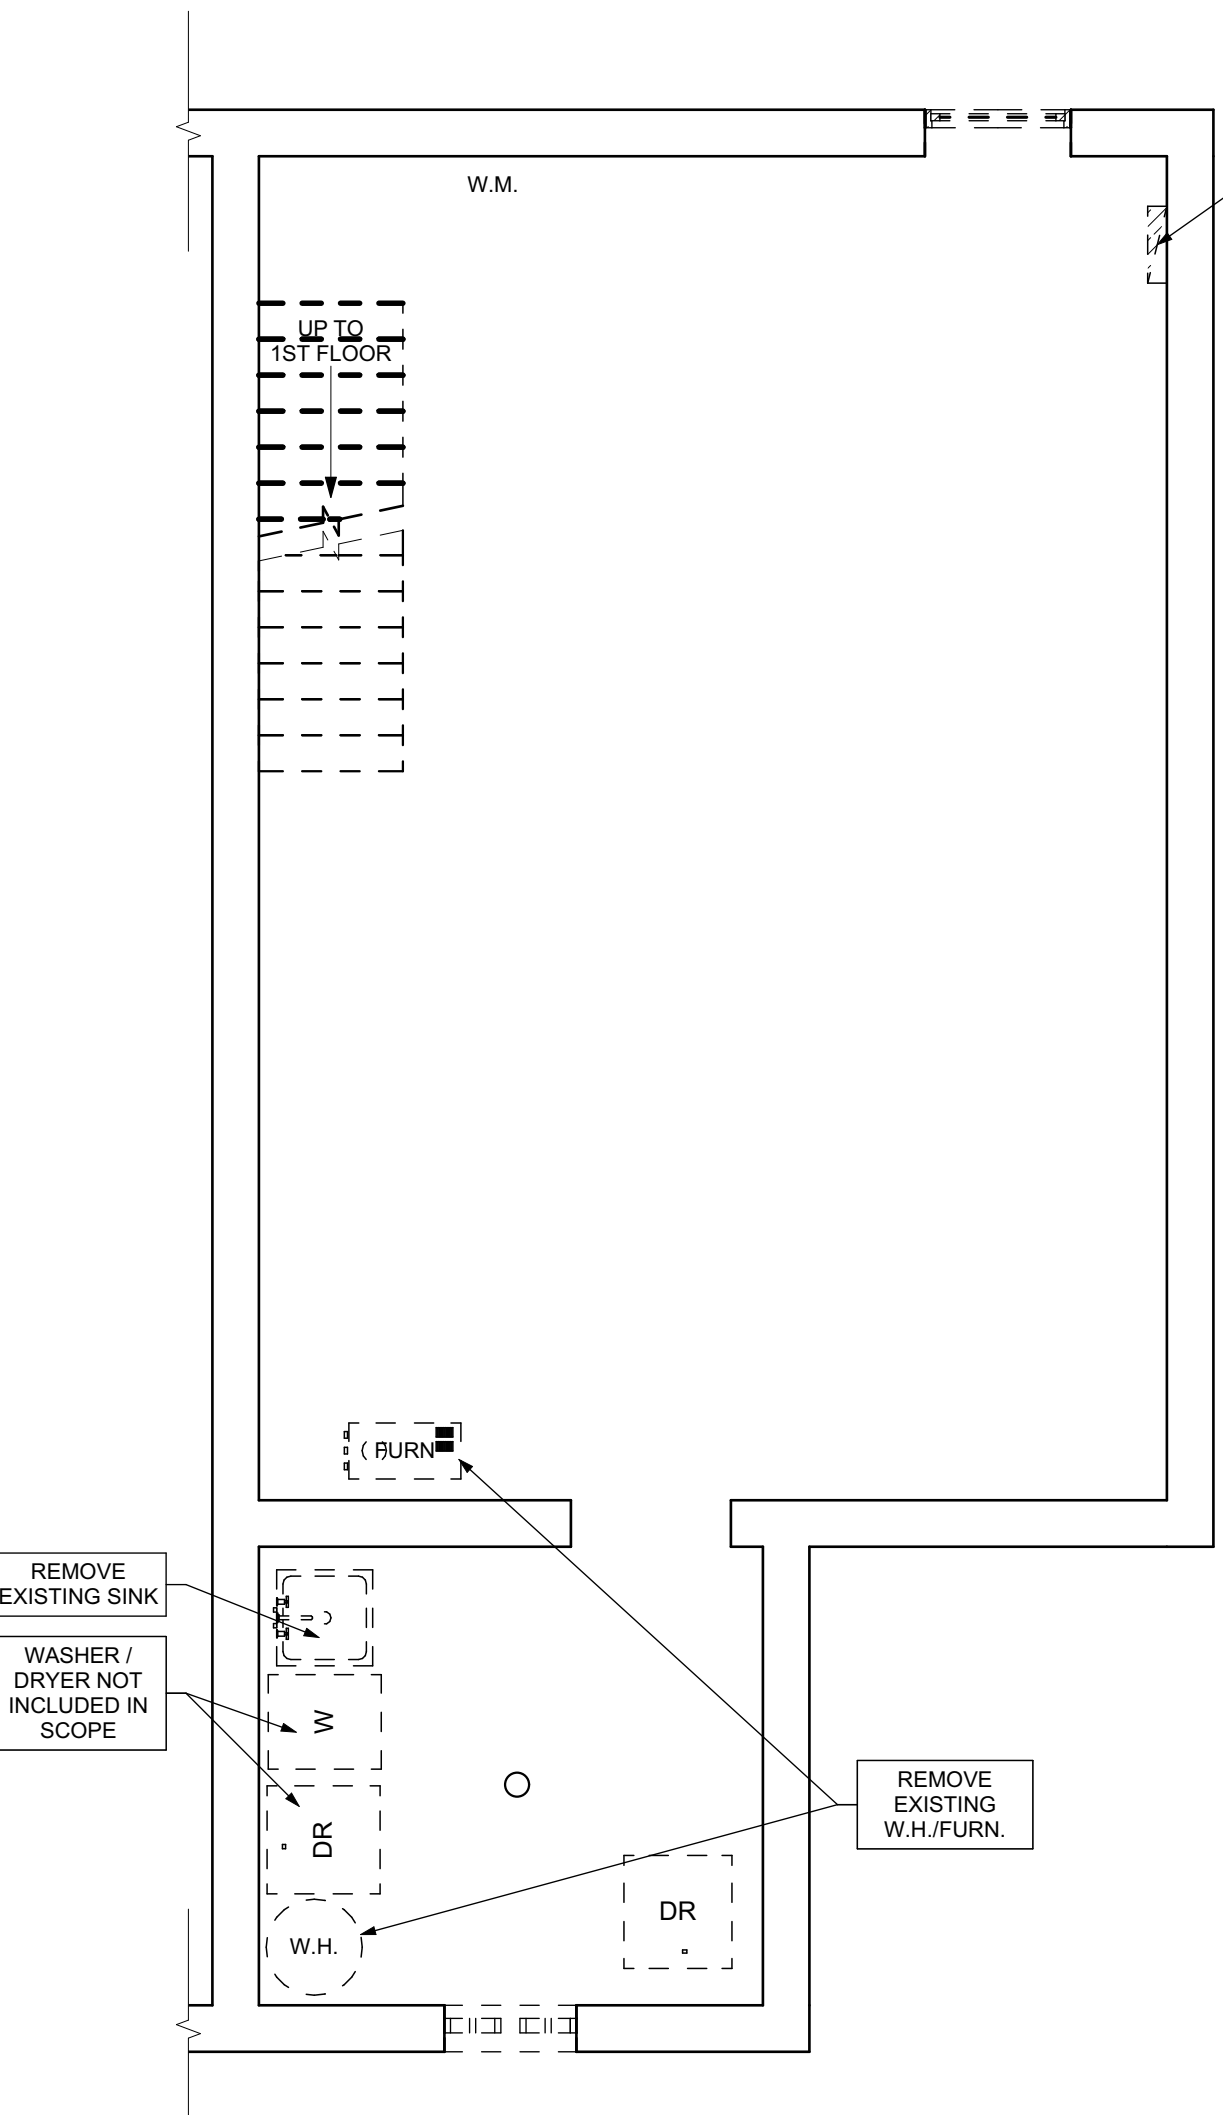 W.M.
UP TO
1ST FLOOR
FURN
REMOVE
EXISTING SINK
WASHER /
DRYER NOT
INCLUDED IN
SCOPE
W
DR
W.H.
DR
REMOVE
EXISTING
W.H./FURN.